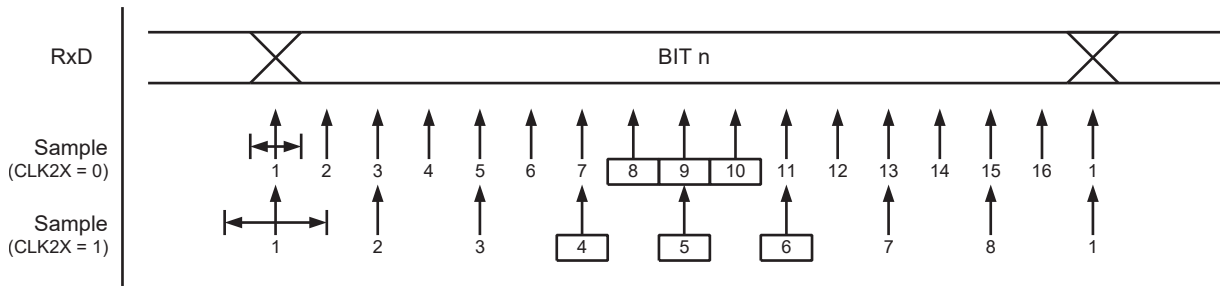 RxD BIT n
Sample
(CLK2X = 0)
1 2 3 4 5 6 7 8 9 10 11 12 13 14 15 16 1
Sample
(CLK2X = 1)
1 2 3 4 5 6 7 8 1